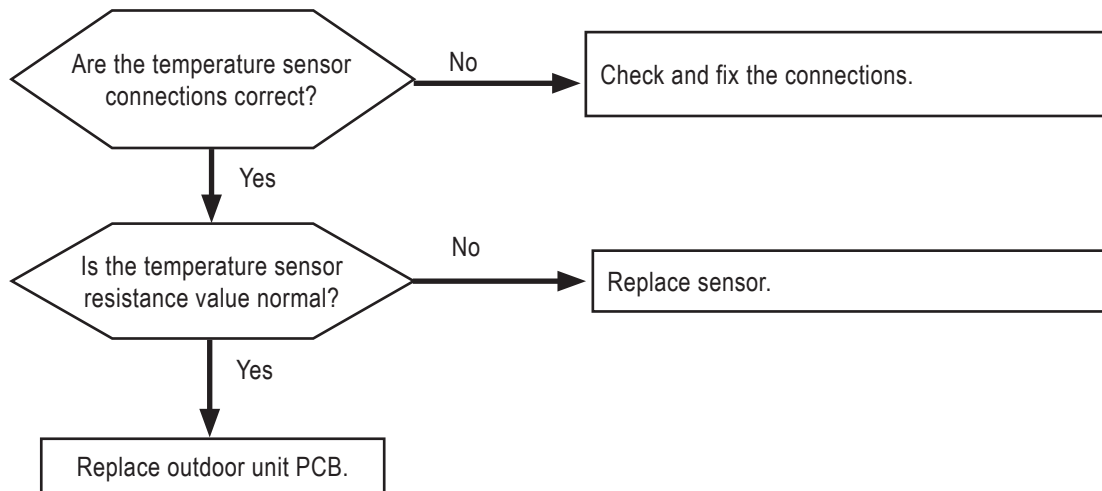 Are the temperature sensor
connections correct?
No
Check and fix the connections.
Yes
Is the temperature sensor
resistance value normal?
No
Replace sensor.
Yes
Replace outdoor unit PCB.